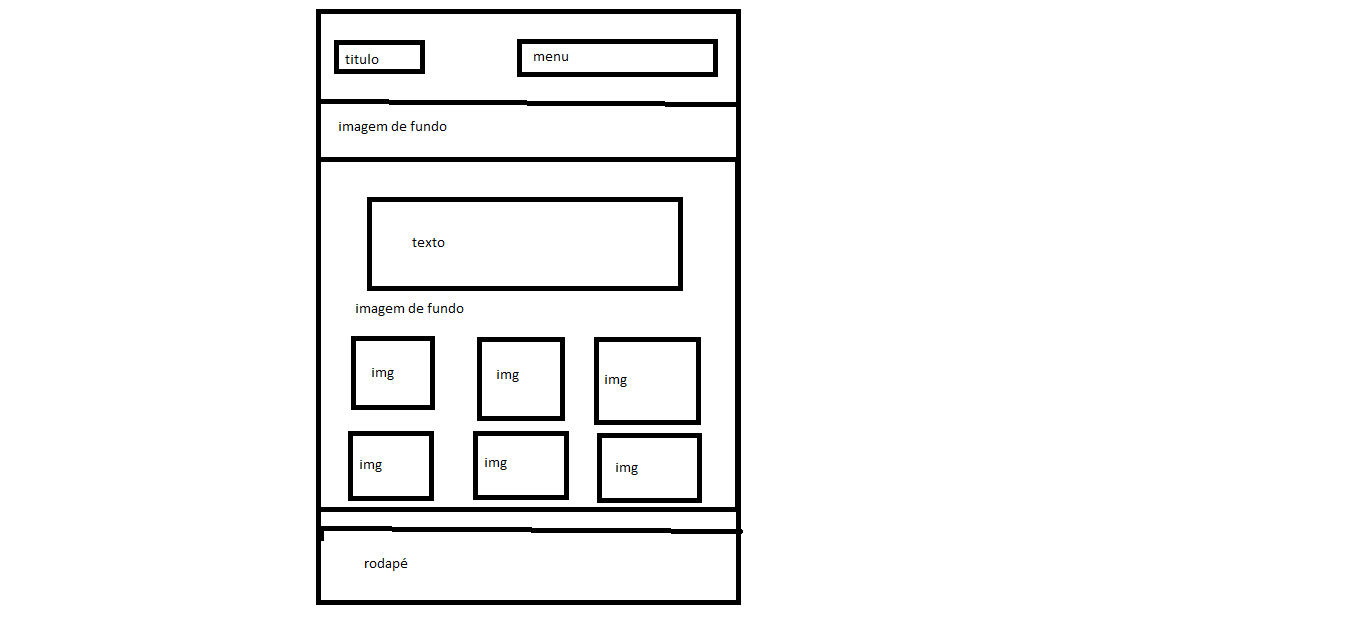 titulo
menu
imagem de fundo
texto
imagem de fundo
img
img
img
img
img
img
rodapé